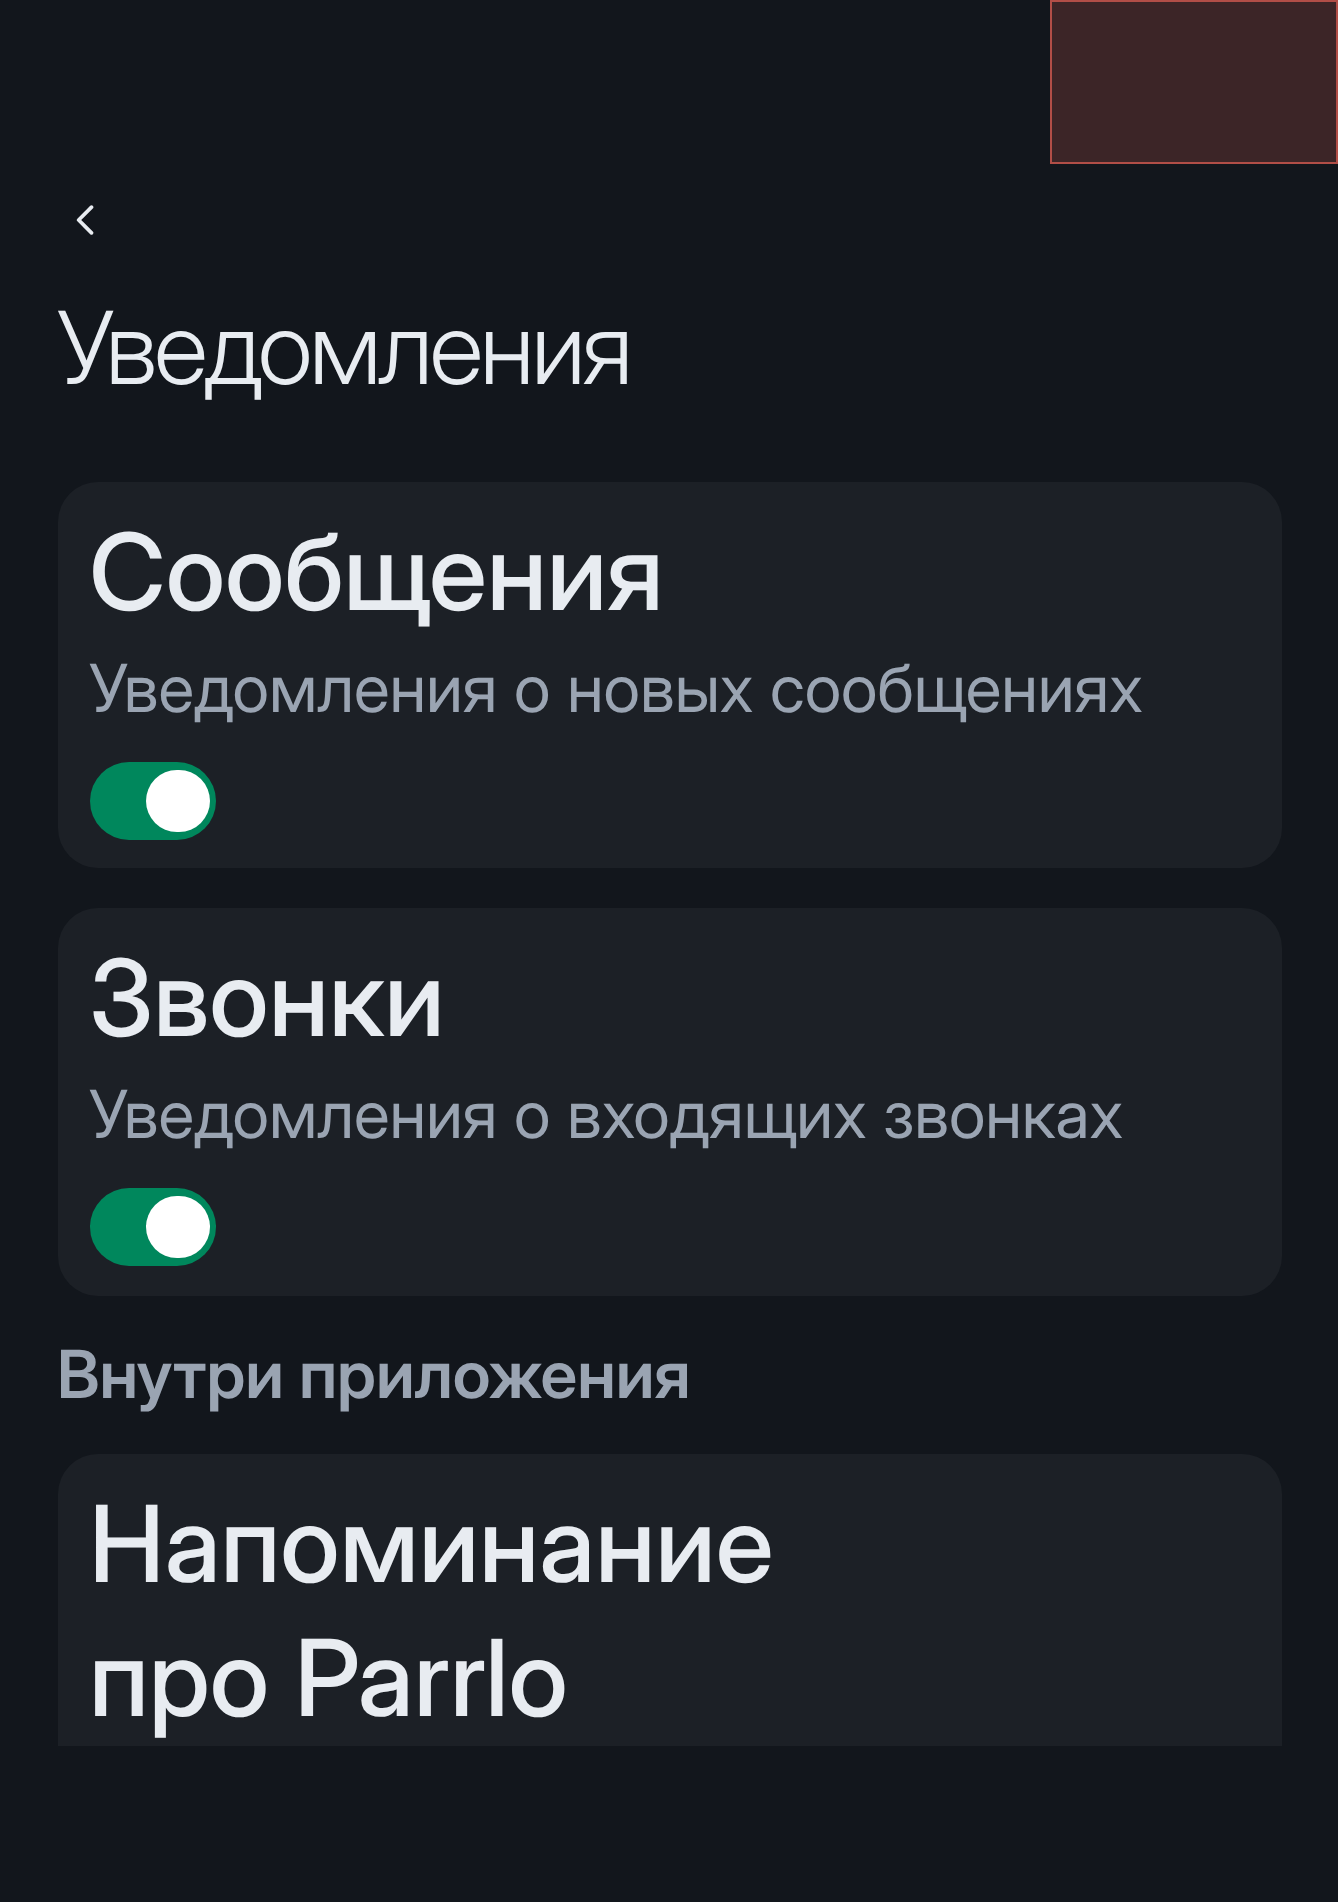 Уведомления
Сообщения
Уведомления о новых сообщениях
Звонки
Уведомления о входящих звонках
Внутри приложения
Напоминание
про Parrlo